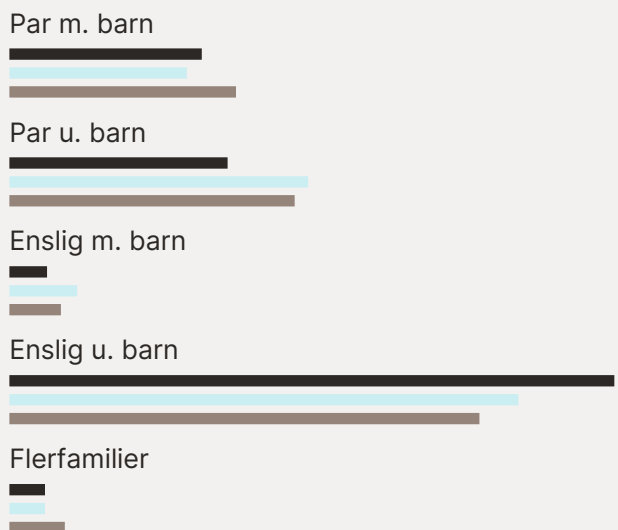 Par m. barn
Par u. barn
Enslig m. barn
Enslig u. barn
Flerfamilier